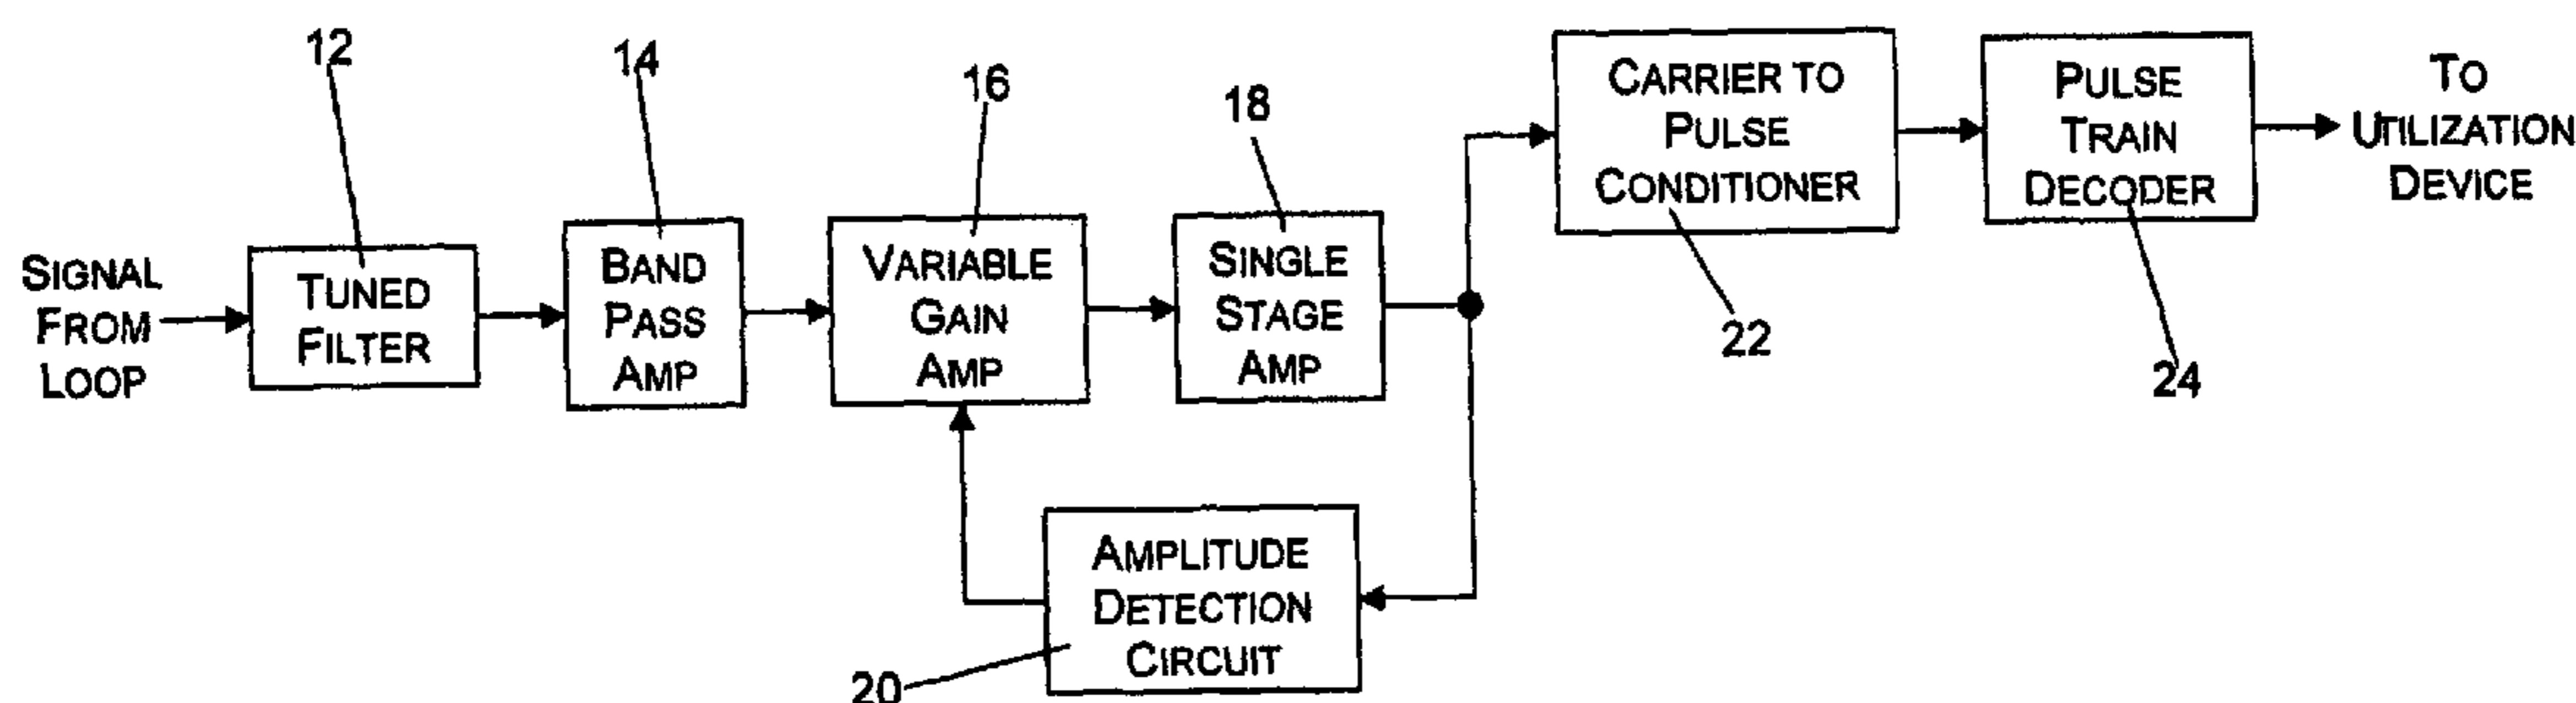 12
14
16
18
SIGNAL
FROM
LOOP
TUNED
FILTER
BAND
PASS
AMP
VARIABLE
GAIN
AMP
SINGLE
STAGE
AMP
CARRIER TO
PULSE
CONDITIONER
22
PULSE
TRAIN
DECODER
24
TO
UTILIZATION
DEVICE
AMPLITUDE
DETECTION
CIRCUIT
20